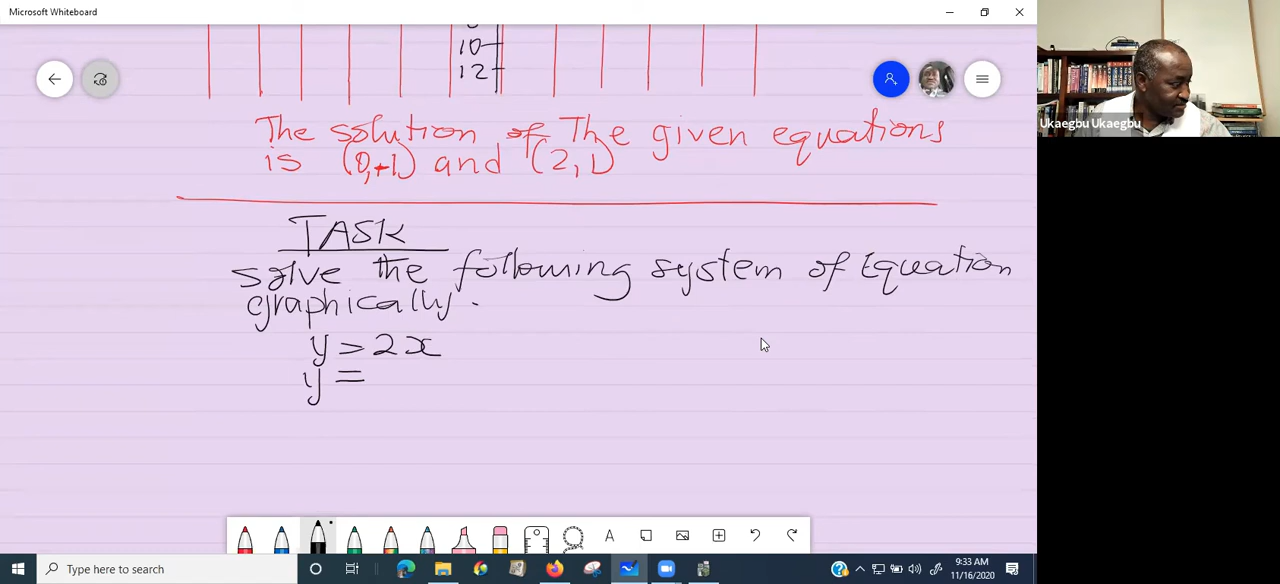 Microsoft Whiteboard
10
12
Ukaegbu Ukaegbu
The solution of The given equations
is (0,-1) and (2,1)
TASK
solve the following system of Equation
graphically.
y = 2x
y =
A
Type here to search
9:33 AM
11/16/2020